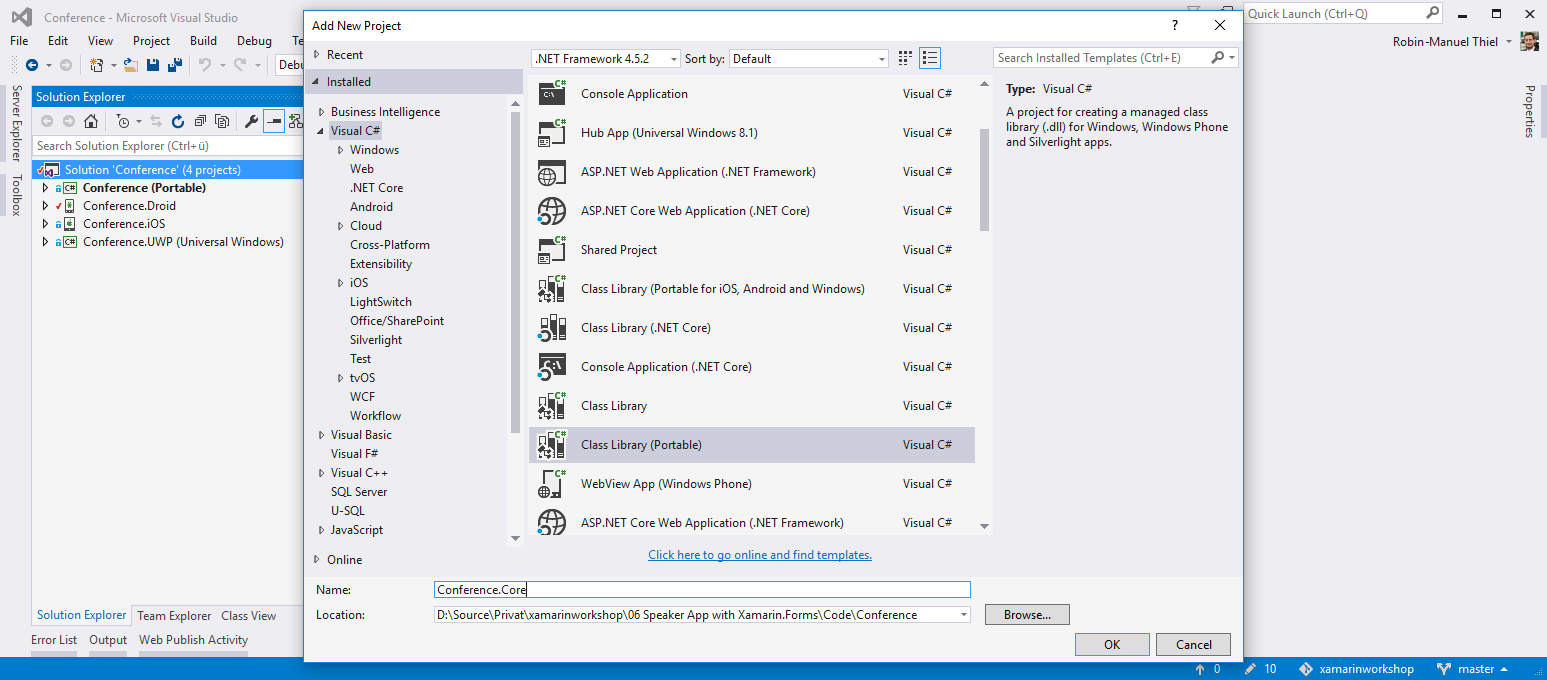 Conference - Microsoft Visual Studio
Quick Launch (Ctrl+Q)
File Edit View Project Build Debug
Robin-Manuel Thiel
Server Explorer
Toolbox
Solution Explorer
Search Solution Explorer (Ctrl+ü)
Solution 'Conference' (4 projects)
C# Conference (Portable)
Conference.Droid
Conference.iOS
C# Conference.UWP (Universal Windows)
Solution Explorer Team Explorer Class View
Error List Output Web Publish Activity
Add New Project
?
Recent
Installed
Business Intelligence
Visual C#
Windows
Web
.NET Core
Android
Cloud
Cross-Platform
Extensibility
iOS
LightSwitch
Office/SharePoint
Silverlight
Test
tvOS
WCF
Workflow
Visual Basic
Visual F#
Visual C++
SQL Server
U-SQL
JavaScript
Online
.NET Framework 4.5.2 Sort by: Default
Search Installed Templates (Ctrl+E)
Console Application Visual C#
Hub App (Universal Windows 8.1) Visual C#
ASP.NET Web Application (.NET Framework) Visual C#
ASP.NET Core Web Application (.NET Core) Visual C#
Shared Project Visual C#
Class Library (Portable for iOS, Android and Windows) Visual C#
Class Library (.NET Core) Visual C#
Console Application (.NET Core) Visual C#
Class Library Visual C#
Class Library (Portable) Visual C#
WebView App (Windows Phone) Visual C#
ASP.NET Core Web Application (.NET Framework) Visual C#
Click here to go online and find templates.
Type: Visual C#
A project for creating a managed class
library (.dll) for Windows, Windows Phone
and Silverlight apps.
Name: Conference.Core
Location: D:\Source\Privat\xamarinworkshop\06 Speaker App with Xamarin.Forms\Code\Conference
Browse...
OK Cancel
Properties
0 10 xamarinworkshop master